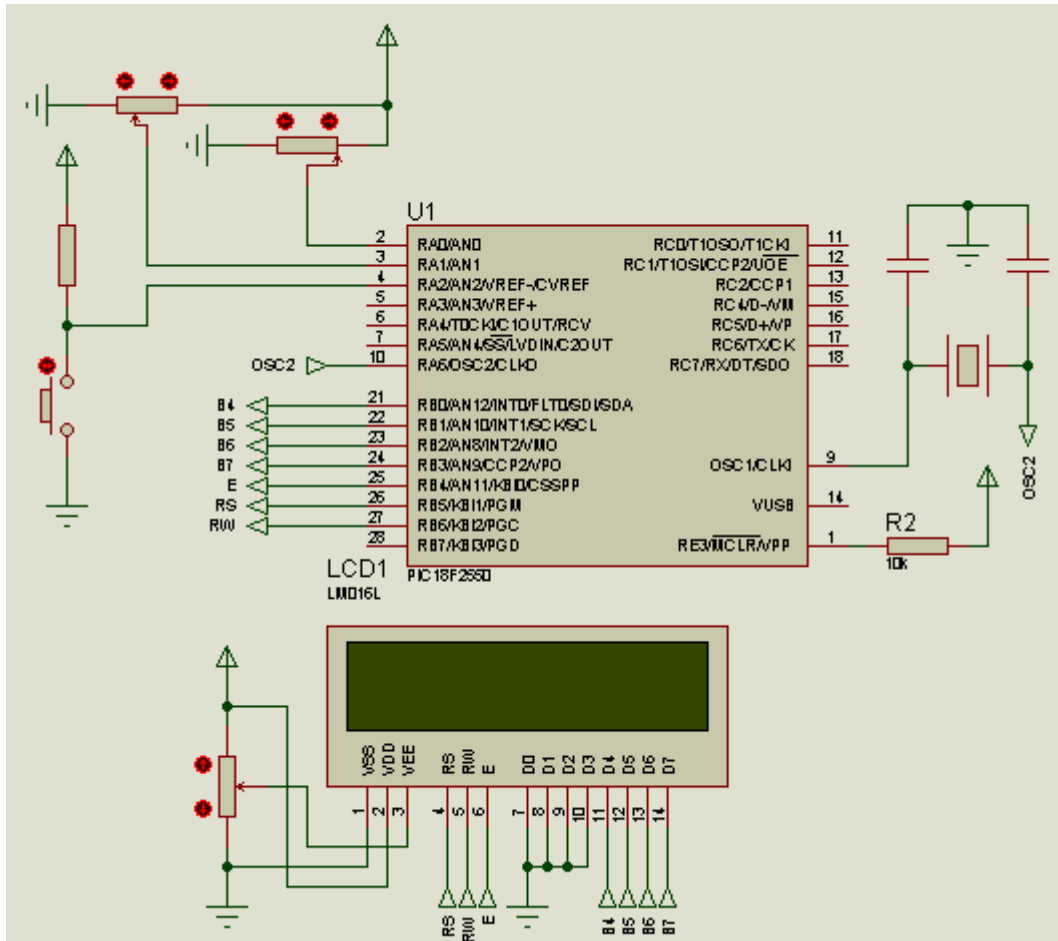 U1
2 RA0/AN0
3 RA1/AN1
4 RA2/AN2/VREF-/CVREF
5 RA3/AN3/VREF+
6 RA4/T0CKI/C1OUT/RCV
7 RA5/AN4/SS/LVDIN/C2OUT
OSC2 10 RA6/OSC2/CLKO
B4 21 RB0/AN12/INT0/FLT0/SDI/SDA
B5 22 RB1/AN10/INT1/SCK/SCL
B6 23 RB2/AN8/INT2/VMO
B7 24 RB3/AN9/CCP2/VPO
E 25 RB4/AN11/KBI0/CSSPP
RS 26 RB5/KBI1/PGM
RW 27 RB6/KBI2/PGC
28 RB7/KBI3/PGD
RC0/T1OSO/T1CKI 11
RC1/T1OSI/CCP2/UOE 12
RC2/CCP1 13
RC4/D-/VM 15
RC5/D+/VP 16
RC6/TX/CK 17
RC7/RX/DT/SDO 18
OSC1/CLKI 9
VUSB 14
RE3/MCLR/VPP 1
OSC2
R2
10k
PIC18F2550
LCD1
LM016L
VSS VDD VEE RS RW E D0 D1 D2 D3 D4 D5 D6 D7
1 2 3 4 5 6 7 8 9 10 11 12 13 14
RS RW E B4 B5 B6 B7